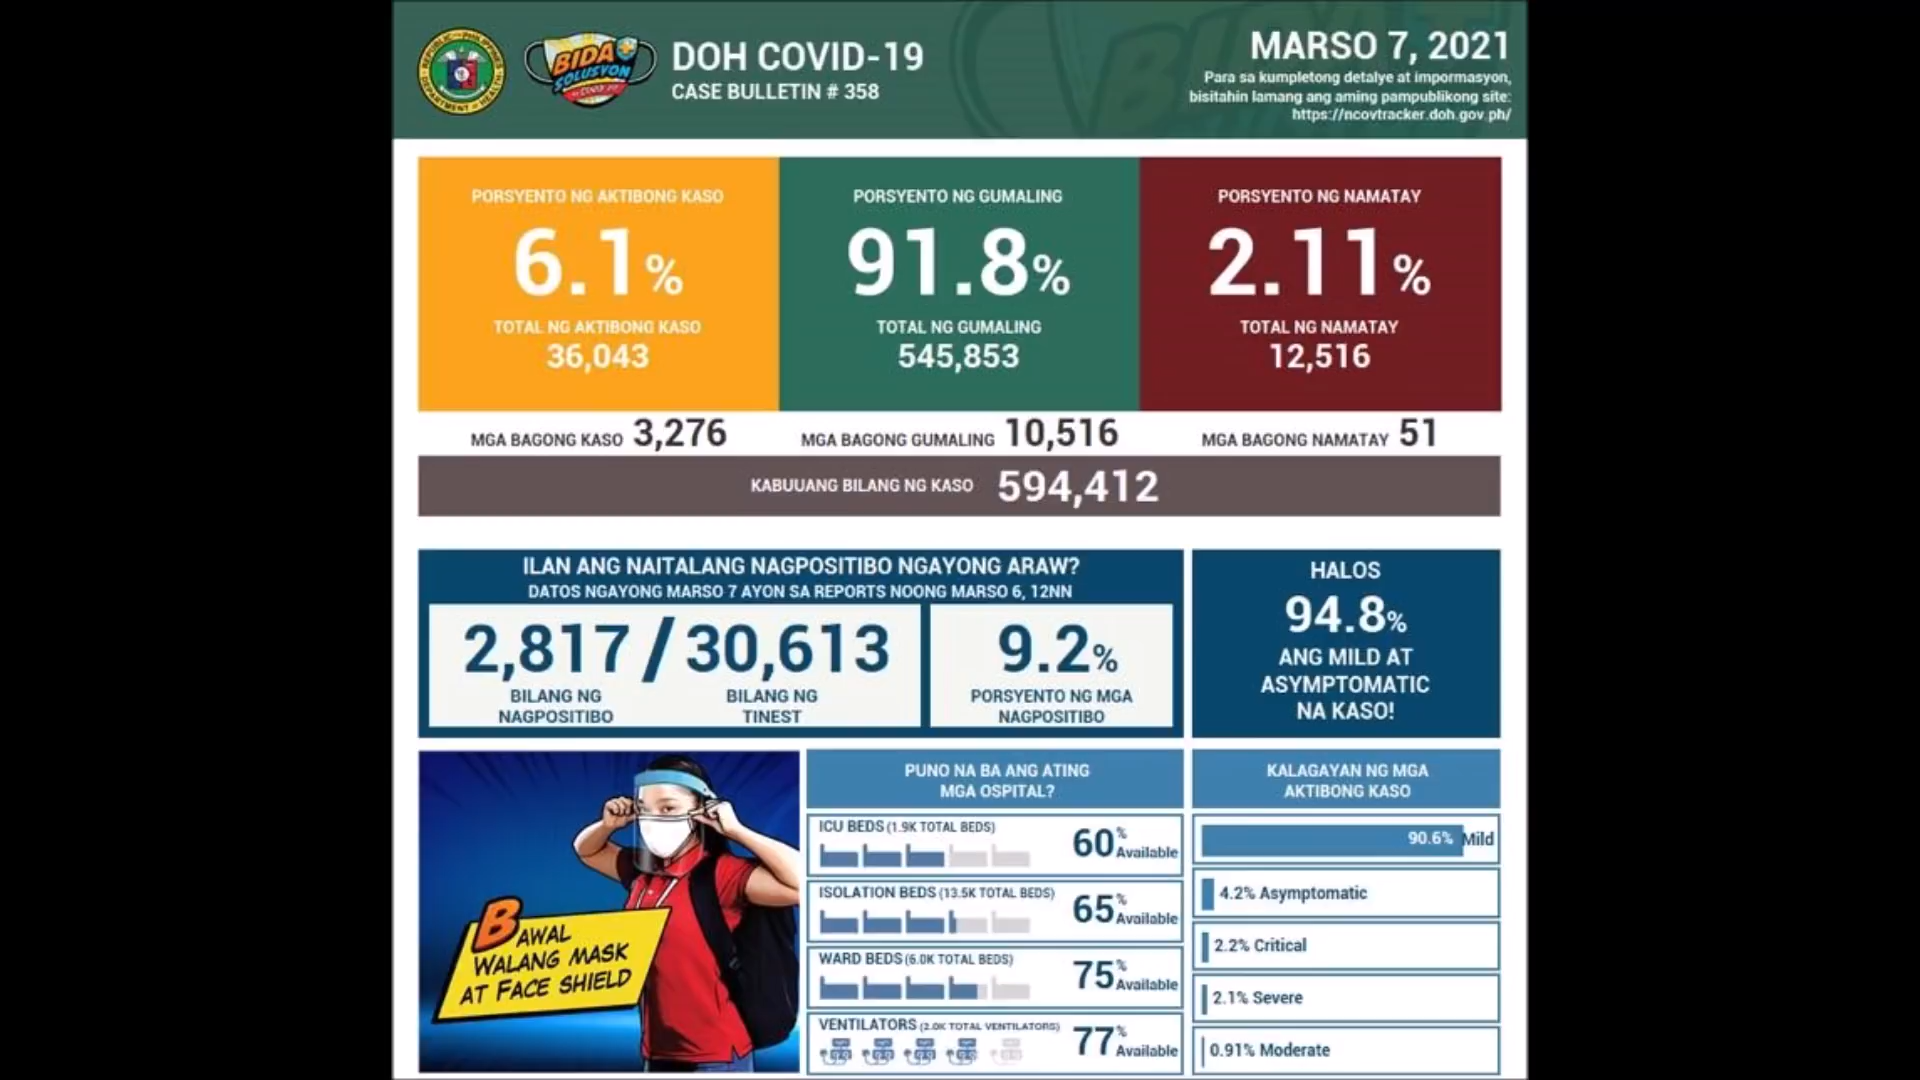 REPUBLIC OF THE PHILIPPINES
DEPARTMENT OF HEALTH
BIDA
SOLUSYON
DOH COVID-19
CASE BULLETIN # 358
MARSO 7, 2021
Para sa kumpletong detalye at impormasyon,
bisitahin lamang ang aming pampublikong site:
https://ncovtracker.doh.gov.ph/
PORSYENTO NG AKTIBONG KASO
6.1%
TOTAL NG AKTIBONG KASO
36,043
PORSYENTO NG GUMALING
91.8%
TOTAL NG GUMALING
545,853
PORSYENTO NG NAMATAY
2.11%
TOTAL NG NAMATAY
12,516
MGA BAGONG KASO 3,276
MGA BAGONG GUMALING 10,516
MGA BAGONG NAMATAY 51
KABUUANG BILANG NG KASO 594,412
ILAN ANG NAITALANG NAGPOSITIBO NGAYONG ARAW?
DATOS NGAYONG MARSO 7 AYON SA REPORTS NOONG MARSO 6, 12NN
2,817 / 30,613
BILANG NG
NAGPOSITIBO
BILANG NG
TINEST
9.2%
PORSYENTO NG MGA
NAGPOSITIBO
HALOS
94.8%
ANG MILD AT
ASYMPTOMATIC
NA KASO!
BAWAL
WALANG MASK
AT FACE SHIELD
PUNO NA BA ANG ATING
MGA OSPITAL?
ICU BEDS (1.9K TOTAL BEDS)
60% Available
ISOLATION BEDS (13.5K TOTAL BEDS)
65% Available
WARD BEDS (6.0K TOTAL BEDS)
75% Available
VENTILATORS (2.0K TOTAL VENTILATORS)
77% Available
KALAGAYAN NG MGA
AKTIBONG KASO
90.6% Mild
4.2% Asymptomatic
2.2% Critical
2.1% Severe
0.91% Moderate